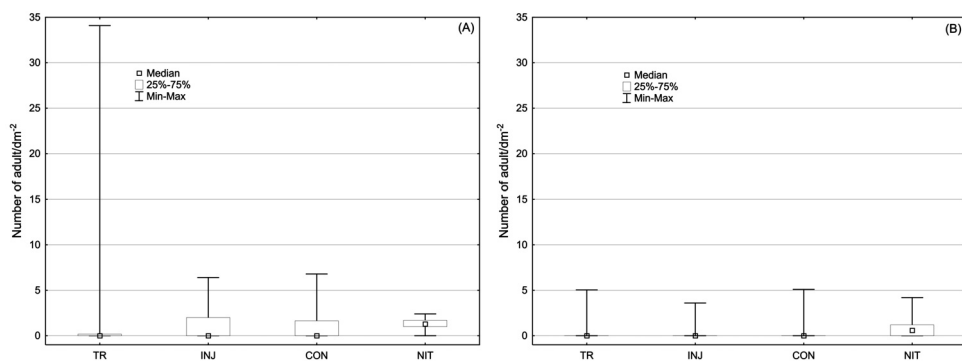 (A)
Number of adult/dm-2
35
30
25
20
15
10
5
0
Median
25%-75%
Min-Max
TR INJ CON NIT
(B)
Number of adult/dm-2
35
30
25
20
15
10
5
0
Median
25%-75%
Min-Max
TR INJ CON NIT